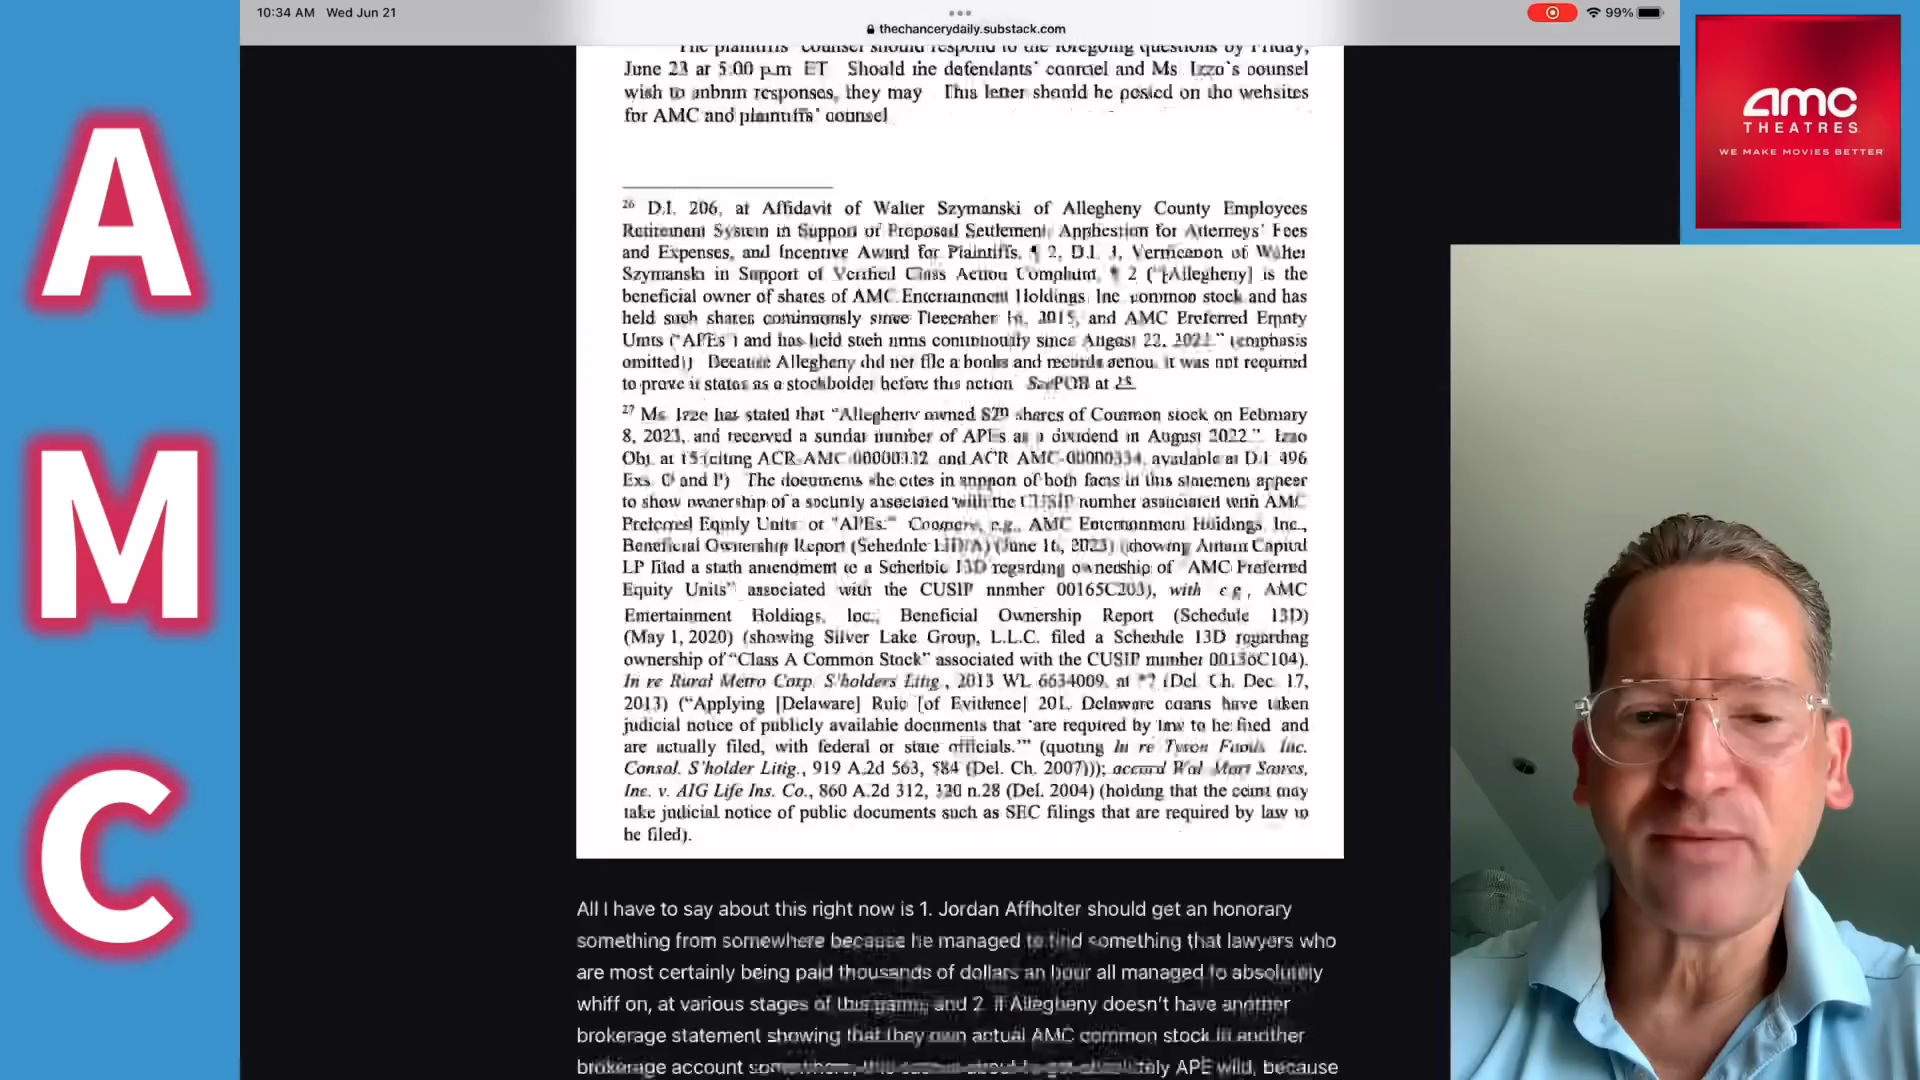 10:34 AM Wed Jun 21
thechancerydaily.substack.com
99%
A
M
C
amc
THEATRES
WE MAKE MOVIES BETTER
The plaintiffs' counsel should respond to the foregoing questions by Friday,
June 23 at 5:00 p.m ET Should the defendants' counsel and Ms Izzo's counsel
wish to responses, they may This letter should be posted on the websites
for AMC and plaintiffs' counsel
26 D.I. 206, at Affidavit of Walter Szymanski of Allegheny County Employees
Retirement System in Support of Proposed Settlement, Application for Attorneys' Fees
and Expenses, and Incentive Award for Plaintiffs, ¶ 2, D.I. 1, Verification of Walter
Szymanski in Support of Verified Class Action Complaint, ¶ 2 ("[Allegheny] is the
beneficial owner of shares of AMC Entertainment Holdings Inc common stock and has
held such shares continuously since December 2015, and AMC Preferred Equity
Units ("APEs") and has held such units continuously since August 22, 2022" (emphasis
omitted)) Because Allegheny did not file a books and records action, it was not required
to prove its status as a stockholder before this action See POB at 28
27 Ms. Izzo has stated that "Allegheny owned shares of Common stock on February
8, 2023, and received a similar number of APEs as a dividend in August 2022" Izzo
Obj. at 15 (citing ACR-AMC and ACR AMC-00000334, available at D.I.
Exs. and The documents she cites in support of both facts in this statement appear
to show ownership of a security associated with the CUSIP number associated with AMC
Preferred Equity Units or "APEs." Compare, e.g., AMC Entertainment Holdings, Inc.,
Beneficial Ownership Report (Schedule 13D/A) (June 16, 2023) (showing Antara Capital
LP filed a amendment to a Schedule 13D regarding ownership of "AMC Preferred
Equity Units" associated with the CUSIP number 00165C203), with e.g., AMC
Entertainment Holdings, Inc., Beneficial Ownership Report (Schedule 13D)
(May 1, 2020) (showing Silver Lake Group, L.L.C. filed a Schedule 13D regarding
ownership of "Class A Common Stock" associated with the CUSIP number
In re Rural Metro Corp. S'holders Litig., 2013 WL 6634009, at *7 (Del. Ch. Dec. 17,
2013) ("Applying [Delaware] Rule [of Evidence] 201, Delaware courts have taken
judicial notice of publicly available documents that 'are required by law to be filed and
are actually filed, with federal or state officials.'" (quoting In re Tyson Foods Inc.
Consol. S'holder Litig., 919 A.2d 563, 584 (Del. Ch. 2007))); accord Wal Mart Stores,
Inc. v. AIG Life Ins. Co., 860 A.2d 312, 320 n.28 (Del. 2004) (holding that the court may
take judicial notice of public documents such as SEC filings that are required by law to
be filed).
All I have to say about this right now is 1. Jordan Affholter should get an honorary
something from somewhere because he managed to find something that lawyers who
are most certainly being paid thousands of dollars an hour all managed to absolutely
whiff on, at various stages of this game, and 2 if Allegheny doesn't have another
brokerage statement showing that they own actual AMC common stock in another
brokerage account somewhere, this about to get absolutely APE wild, because